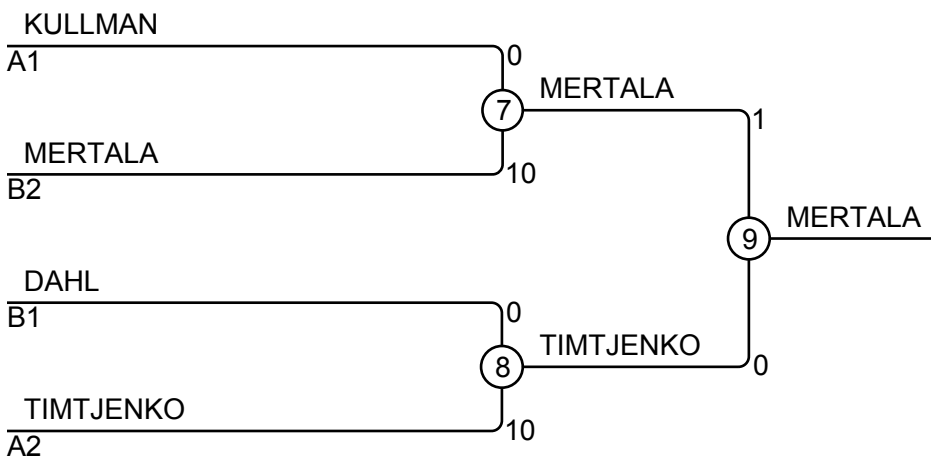 KULLMAN
A1
0
7
MERTALA
1
MERTALA
B2
10
9
MERTALA
DAHL
B1
0
8
TIMTJENKO
0
TIMTJENKO
A2
10